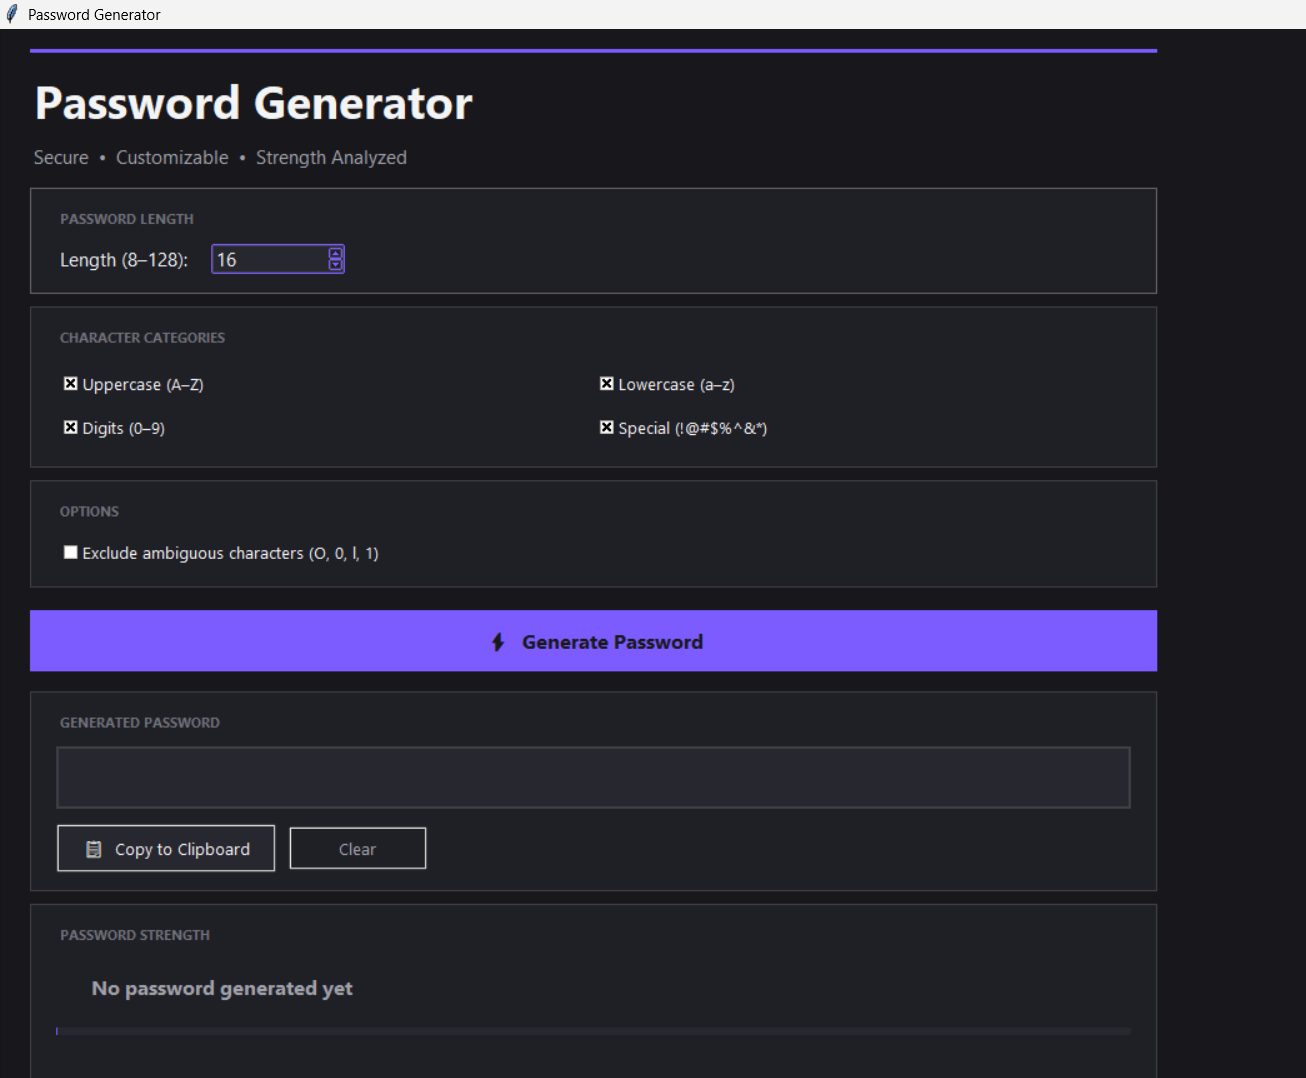 Password Generator
Password Generator
Secure • Customizable • Strength Analyzed
PASSWORD LENGTH
Length (8–128): 16
CHARACTER CATEGORIES
Uppercase (A–Z) Lowercase (a–z)
Digits (0–9) Special (!@#$%^&*)
OPTIONS
Exclude ambiguous characters (O, 0, l, 1)
Generate Password
GENERATED PASSWORD
Copy to Clipboard Clear
PASSWORD STRENGTH
No password generated yet